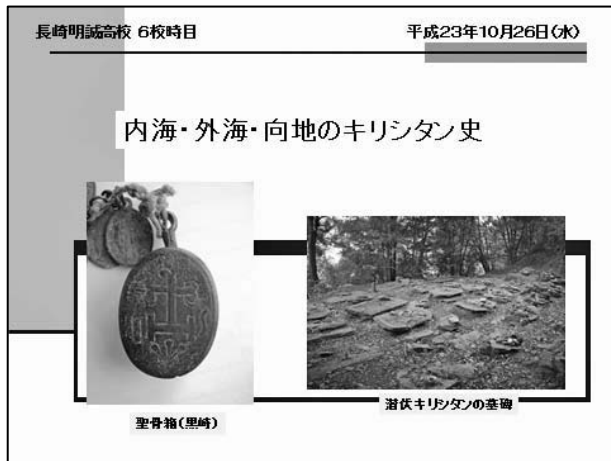 長崎明誠高校 6校時目
平成23年10月26日(水)
内海・外海・向地のキリシタン史
聖骨箱(黒崎)
潜伏キリシタンの墓碑